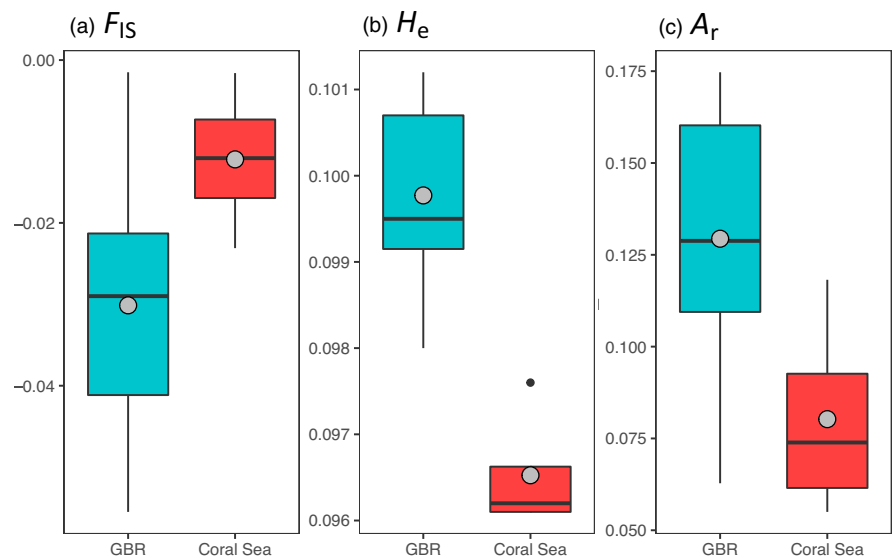 (a) FIS
0.00
−0.02
−0.04
GBR Coral Sea
(b) He
0.101
0.100
0.099
0.098
0.097
0.096
GBR Coral Sea
(c) Ar
0.175
0.150
0.125
0.100
0.075
0.050
GBR Coral Sea